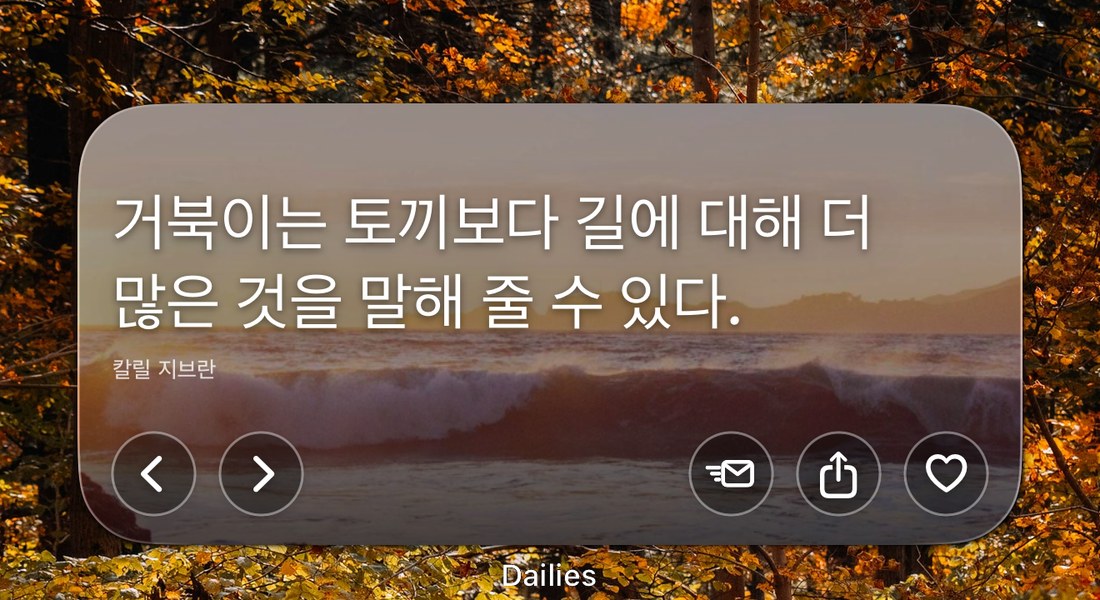 거북이는 토끼보다 길에 대해 더
많은 것을 말해 줄 수 있다.
칼릴 지브란
Dailies